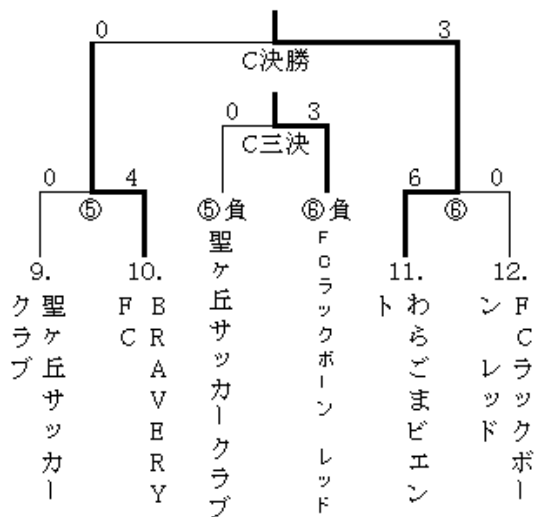 0
3
C決勝
0
3
C三決
0
4
6
0
⑤
⑤負
⑥負
⑥
9.
聖ヶ丘サッカー
クラブ
10.
BRAVERY
FC
聖ヶ丘サッカークラブ
FCラックボーン レッド
11.
わらごまビエン
ト
12.
FCラックボー
ン レッド